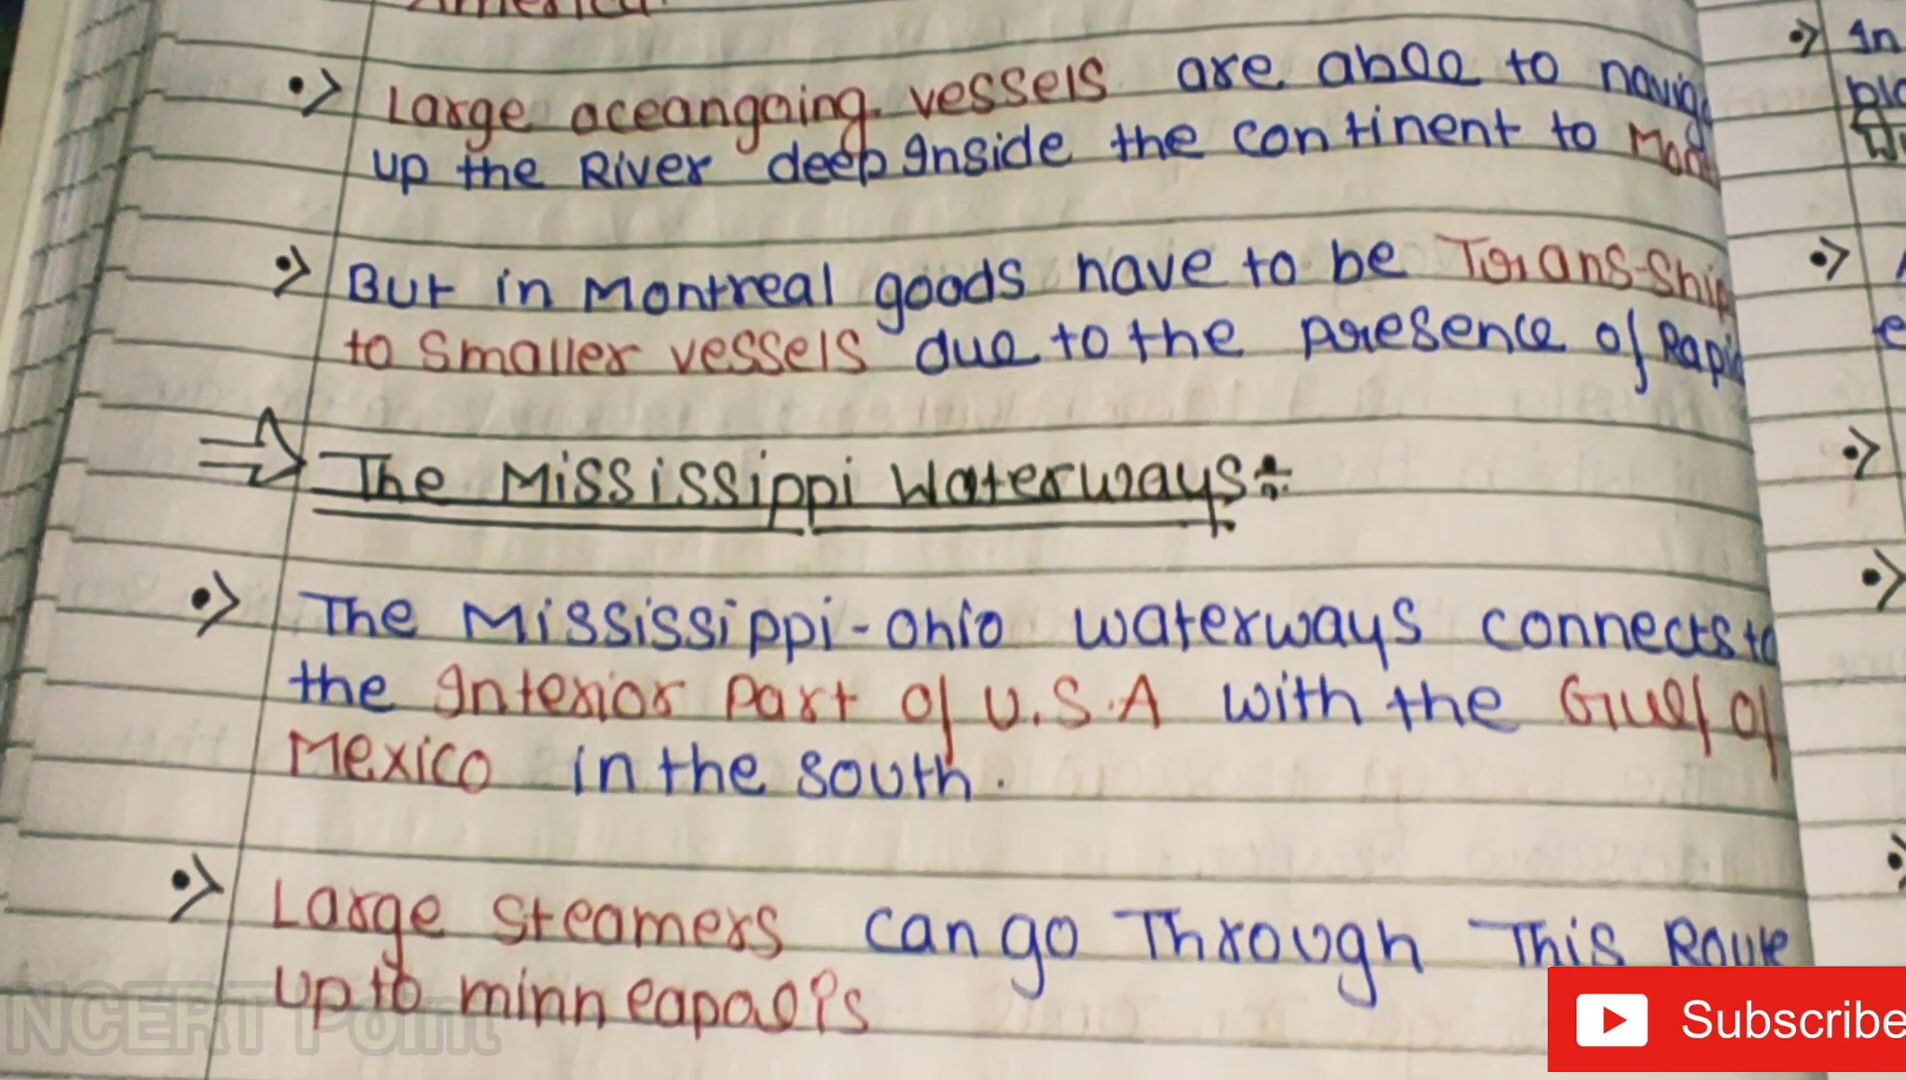 America.
•> Large oceangoing vessels are able to navig
up the River deep Inside the continent to Mon
•> But in Montreal goods have to be Trans-Ship
to smaller vessels due to the presence of Rapid
⇒ The Mississippi Waterways:-
•> The Mississippi-Ohio waterways connects to
the Interior Part of U.S.A with the Gulf of
Mexico in the south.
•> Large steamers can go Through This Route
up to minneapolis
•> In
e
NCERT Point
Subscribe